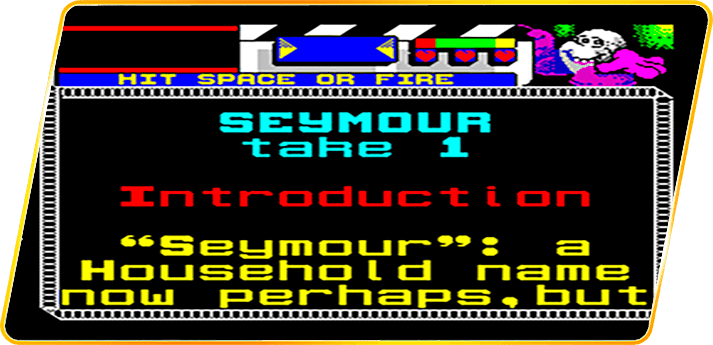 HIT SPACE OR FIRE
SEYMOUR
take 1
Introduction
“Seymour”: a
Household name
now perhaps,but